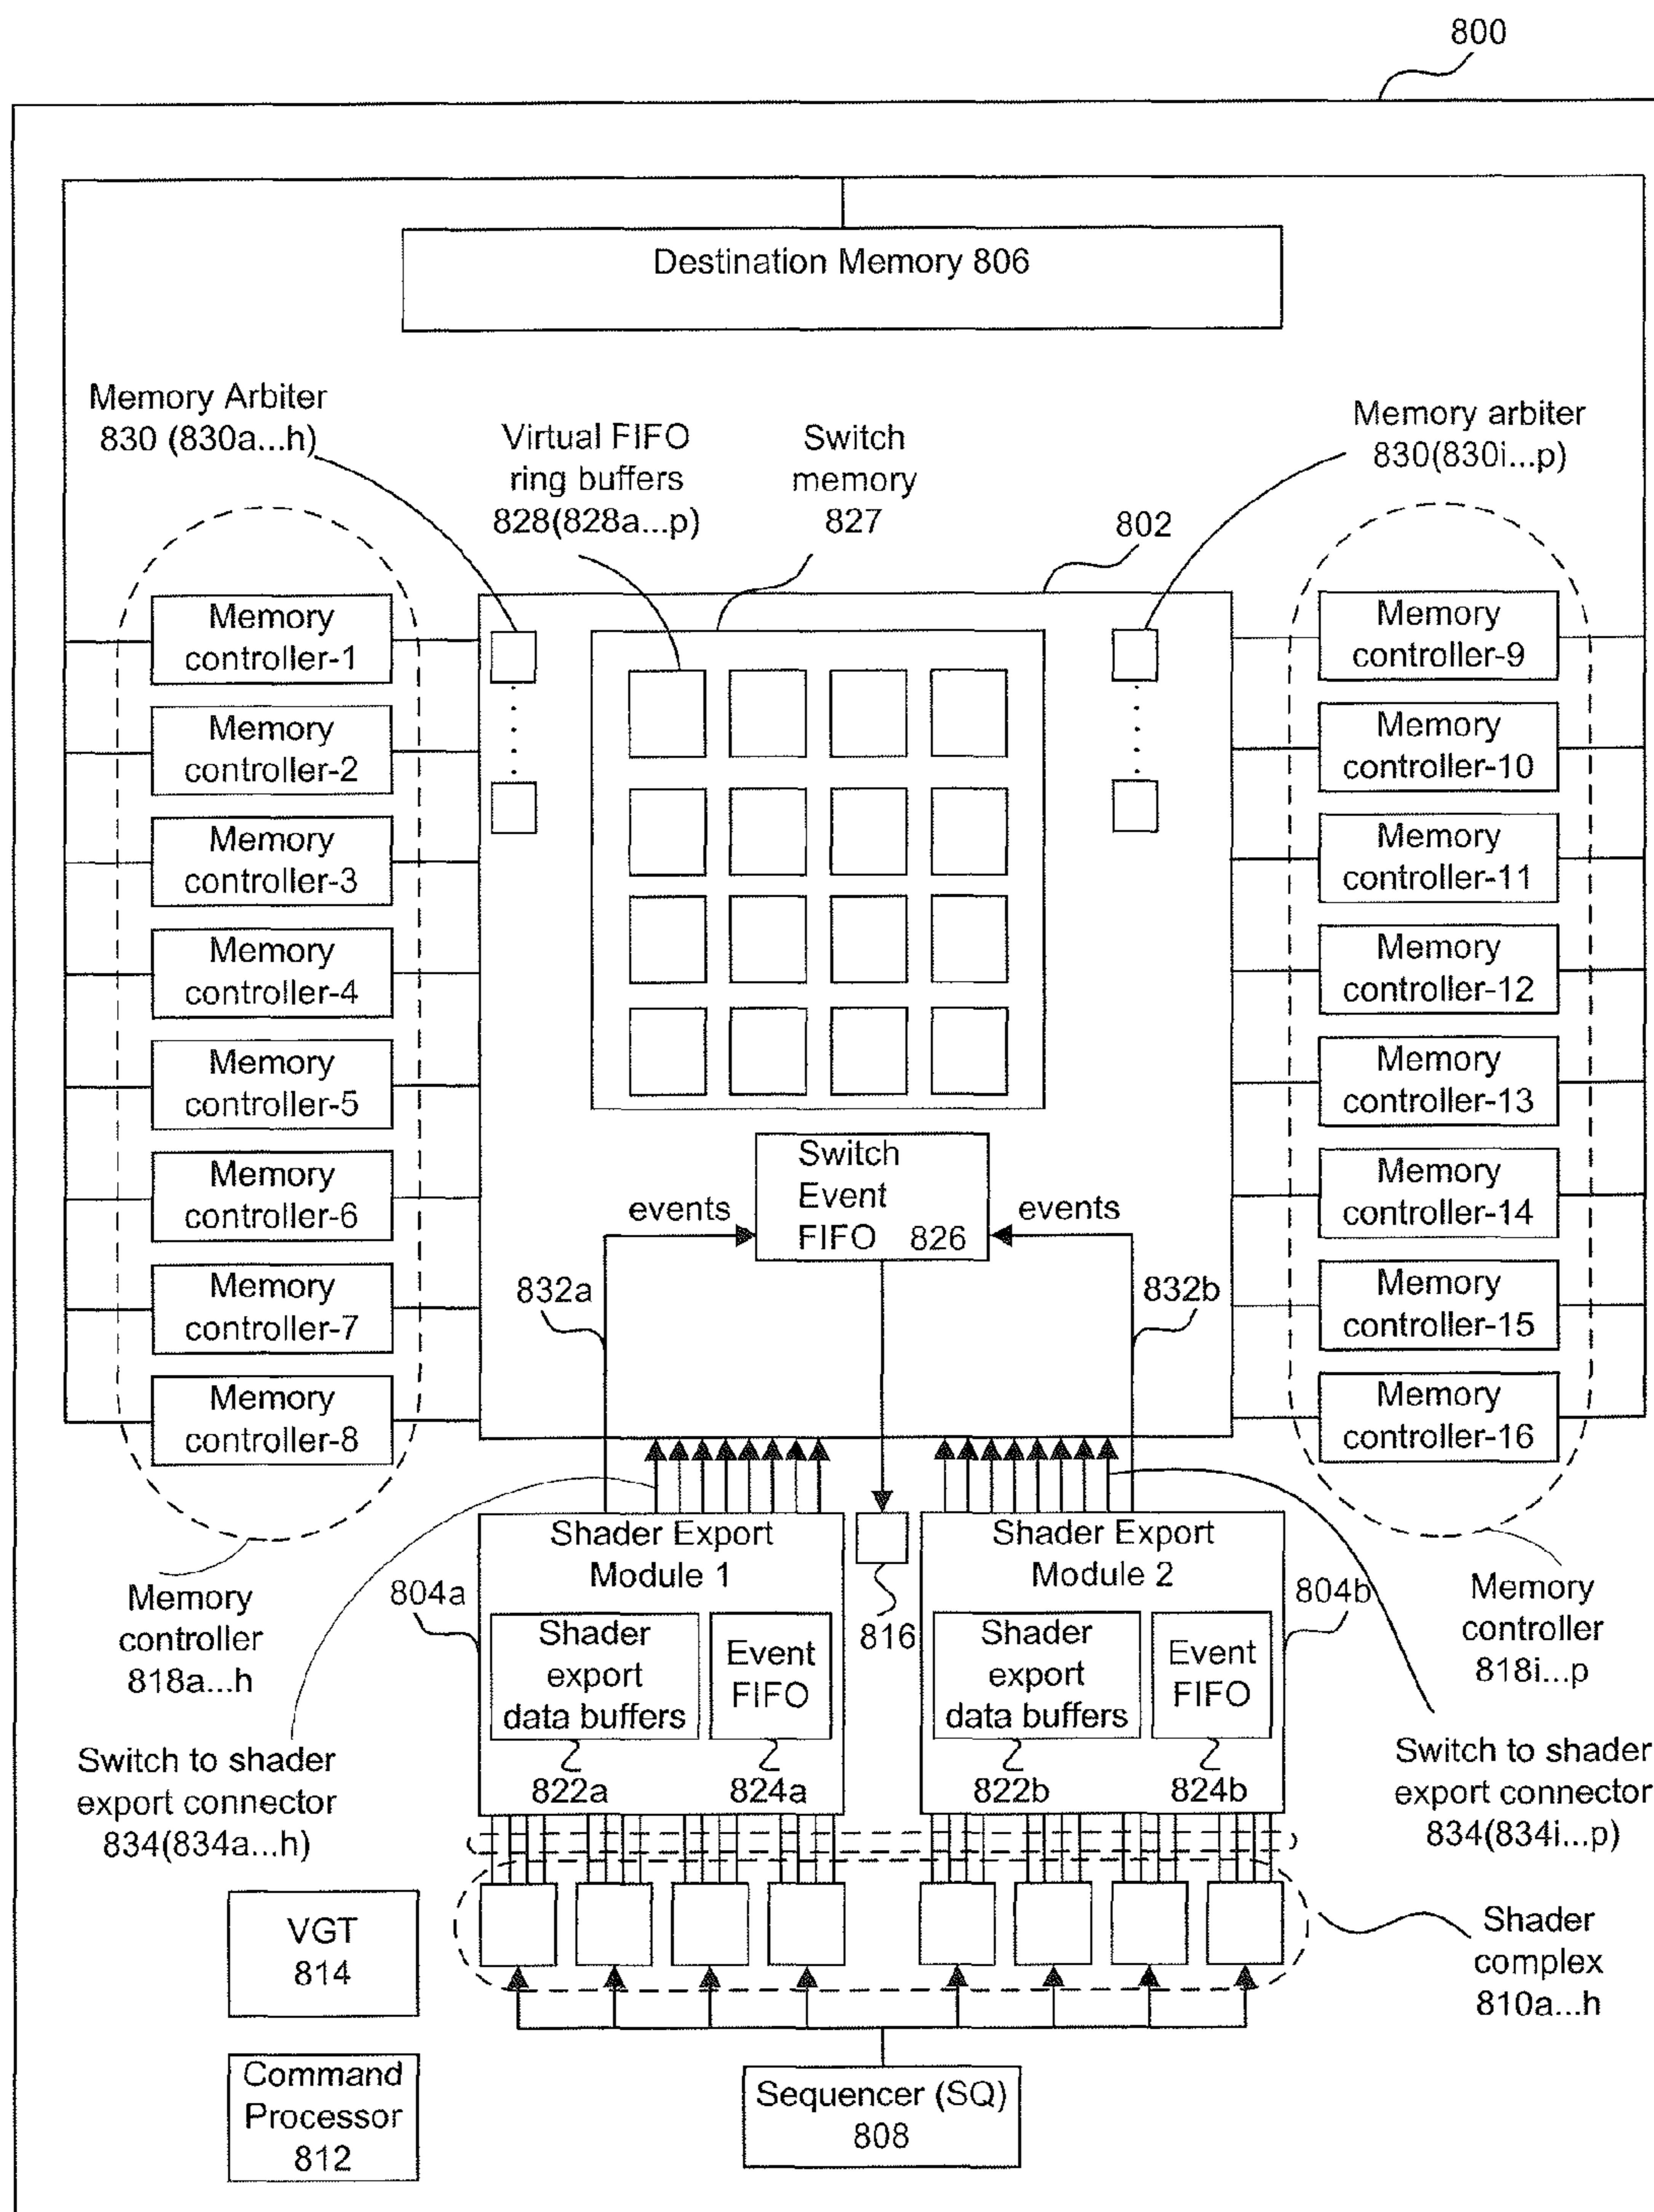 800
Destination Memory 806
Memory Arbiter
830 (830a...h)
Virtual FIFO
ring buffers
828(828a...p)
Switch
memory
827
Memory arbiter
830(830i...p)
802
Memory
controller-1
Memory
controller-2
Memory
controller-3
Memory
controller-4
Memory
controller-5
Memory
controller-6
Memory
controller-7
Memory
controller-8
Memory
controller-9
Memory
controller-10
Memory
controller-11
Memory
controller-12
Memory
controller-13
Memory
controller-14
Memory
controller-15
Memory
controller-16
Switch
Event
FIFO 826
events
events
832a
832b
Shader Export
Module 1
Shader Export
Module 2
804a
804b
816
Shader
export
data buffers
Event
FIFO
Shader
export
data buffers
Event
FIFO
822a
824a
822b
824b
Memory
controller
818a...h
Memory
controller
818i...p
Switch to shader
export connector
834(834a...h)
Switch to shader
export connector
834(834i...p)
VGT
814
Shader
complex
810a...h
Command
Processor
812
Sequencer (SQ)
808